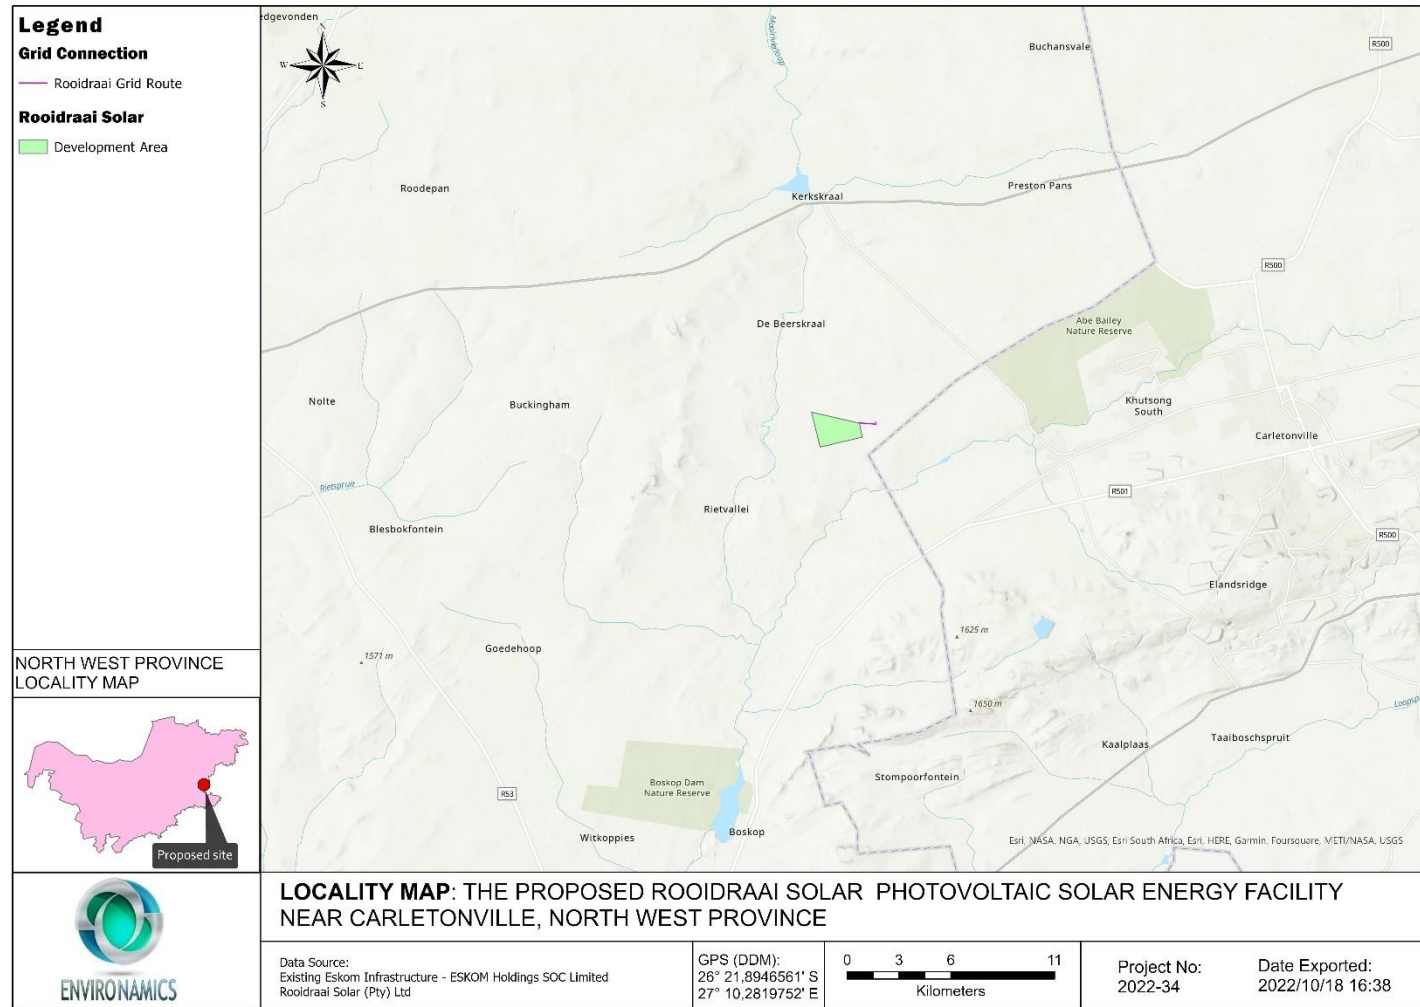 Legend
Grid Connection
Rooidraai Grid Route
Rooidraai Solar
Development Area
NORTH WEST PROVINCE
LOCALITY MAP
Proposed site
ENVIRONAMICS
edgevonden
N
W
E
S
Mooirivierloop
Buchansvale
R500
Roodepan
Kerkskraal
Preston Pans
R500
De Beerskraal
Abe Bailey
Nature Reserve
Nolte
Buckingham
Khutsong
South
Carletonville
Rietspruit
R501
Rietvallei
Blesbokfontein
R500
Elandsridge
1625 m
Goedehoop
1571 m
1650 m
Loopsp
Kaalplaas
Taaiboschspruit
Stompoorfontein
Boskop Dam
Nature Reserve
R53
Witkoppies
Boskop
Esri, NASA, NGA, USGS; Esri South Africa, Esri, HERE, Garmin, Foursquare, METI/NASA, USGS
LOCALITY MAP: THE PROPOSED ROOIDRAAI SOLAR PHOTOVOLTAIC SOLAR ENERGY FACILITY
NEAR CARLETONVILLE, NORTH WEST PROVINCE
Data Source:
Existing Eskom Infrastructure - ESKOM Holdings SOC Limited
Rooidraai Solar (Pty) Ltd
GPS (DDM):
26° 21,8946561' S
27° 10,2819752' E
0 3 6 11
Kilometers
Project No:
2022-34
Date Exported:
2022/10/18 16:38